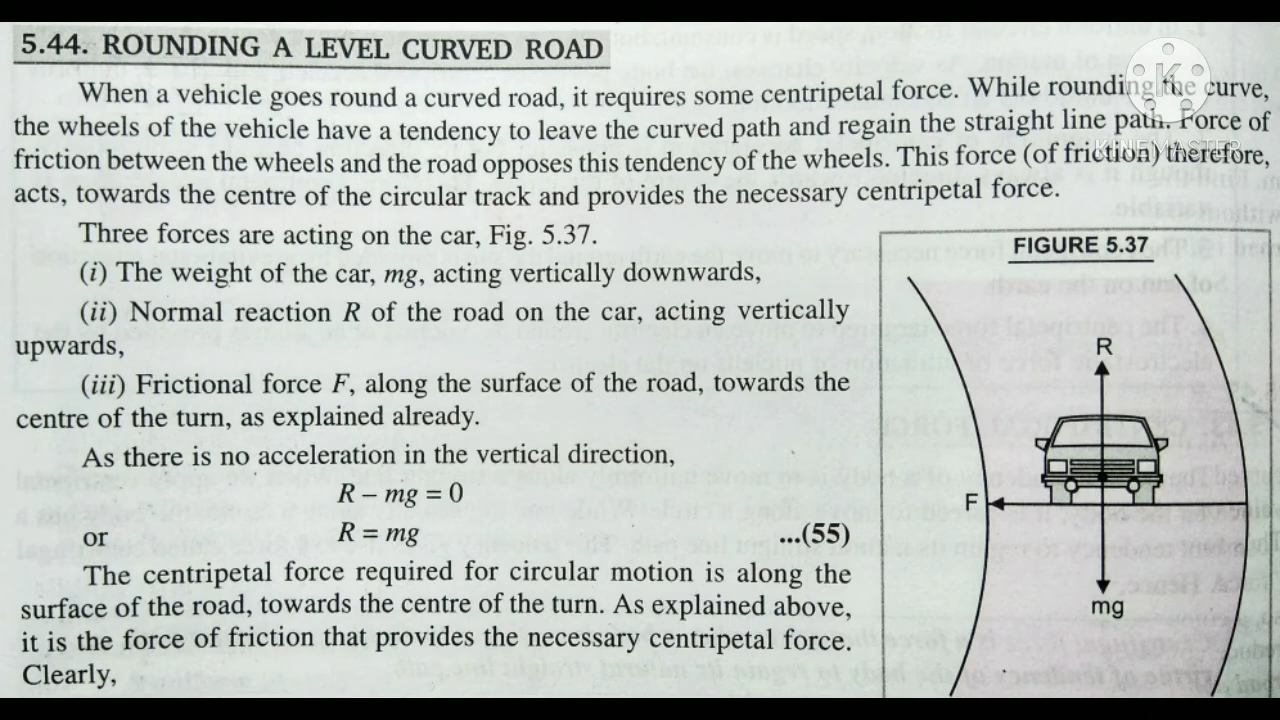 5.44. ROUNDING A LEVEL CURVED ROAD
When a vehicle goes round a curved road, it requires some centripetal force. While rounding the curve,
the wheels of the vehicle have a tendency to leave the curved path and regain the straight line path. Force of
friction between the wheels and the road opposes this tendency of the wheels. This force (of friction) therefore,
acts, towards the centre of the circular track and provides the necessary centripetal force.
Three forces are acting on the car, Fig. 5.37.
(i) The weight of the car, mg, acting vertically downwards,
(ii) Normal reaction R of the road on the car, acting vertically
upwards,
(iii) Frictional force F, along the surface of the road, towards the
centre of the turn, as explained already.
As there is no acceleration in the vertical direction,
R – mg = 0
or R = mg ...(55)
The centripetal force required for circular motion is along the
surface of the road, towards the centre of the turn. As explained above,
it is the force of friction that provides the necessary centripetal force.
Clearly,
FIGURE 5.37
R
F
mg
K
KINEMASTER